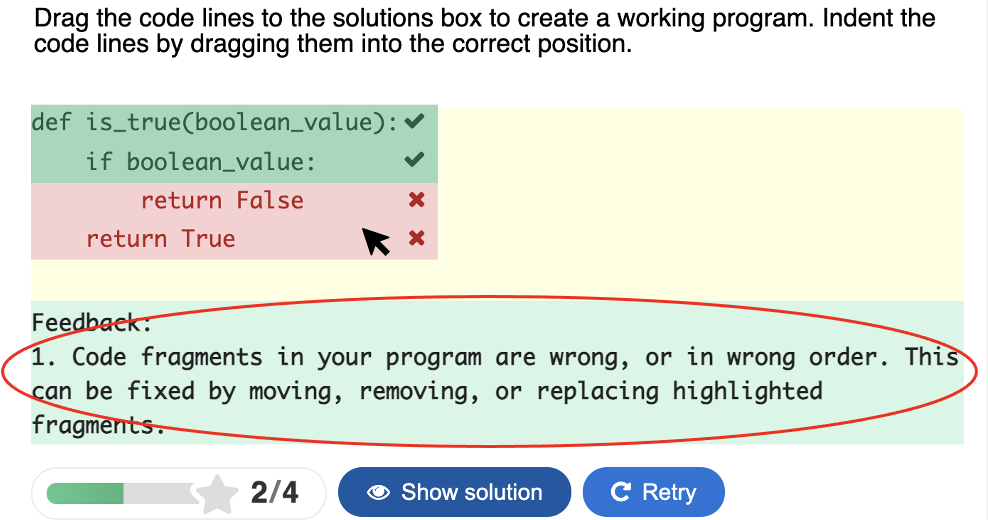 Drag the code lines to the solutions box to create a working program. Indent the
code lines by dragging them into the correct position.
def is_true(boolean_value):
    if boolean_value:
        return False
    return True
Feedback:
1. Code fragments in your program are wrong, or in wrong order. This
can be fixed by moving, removing, or replacing highlighted
fragments.
2/4 Show solution Retry